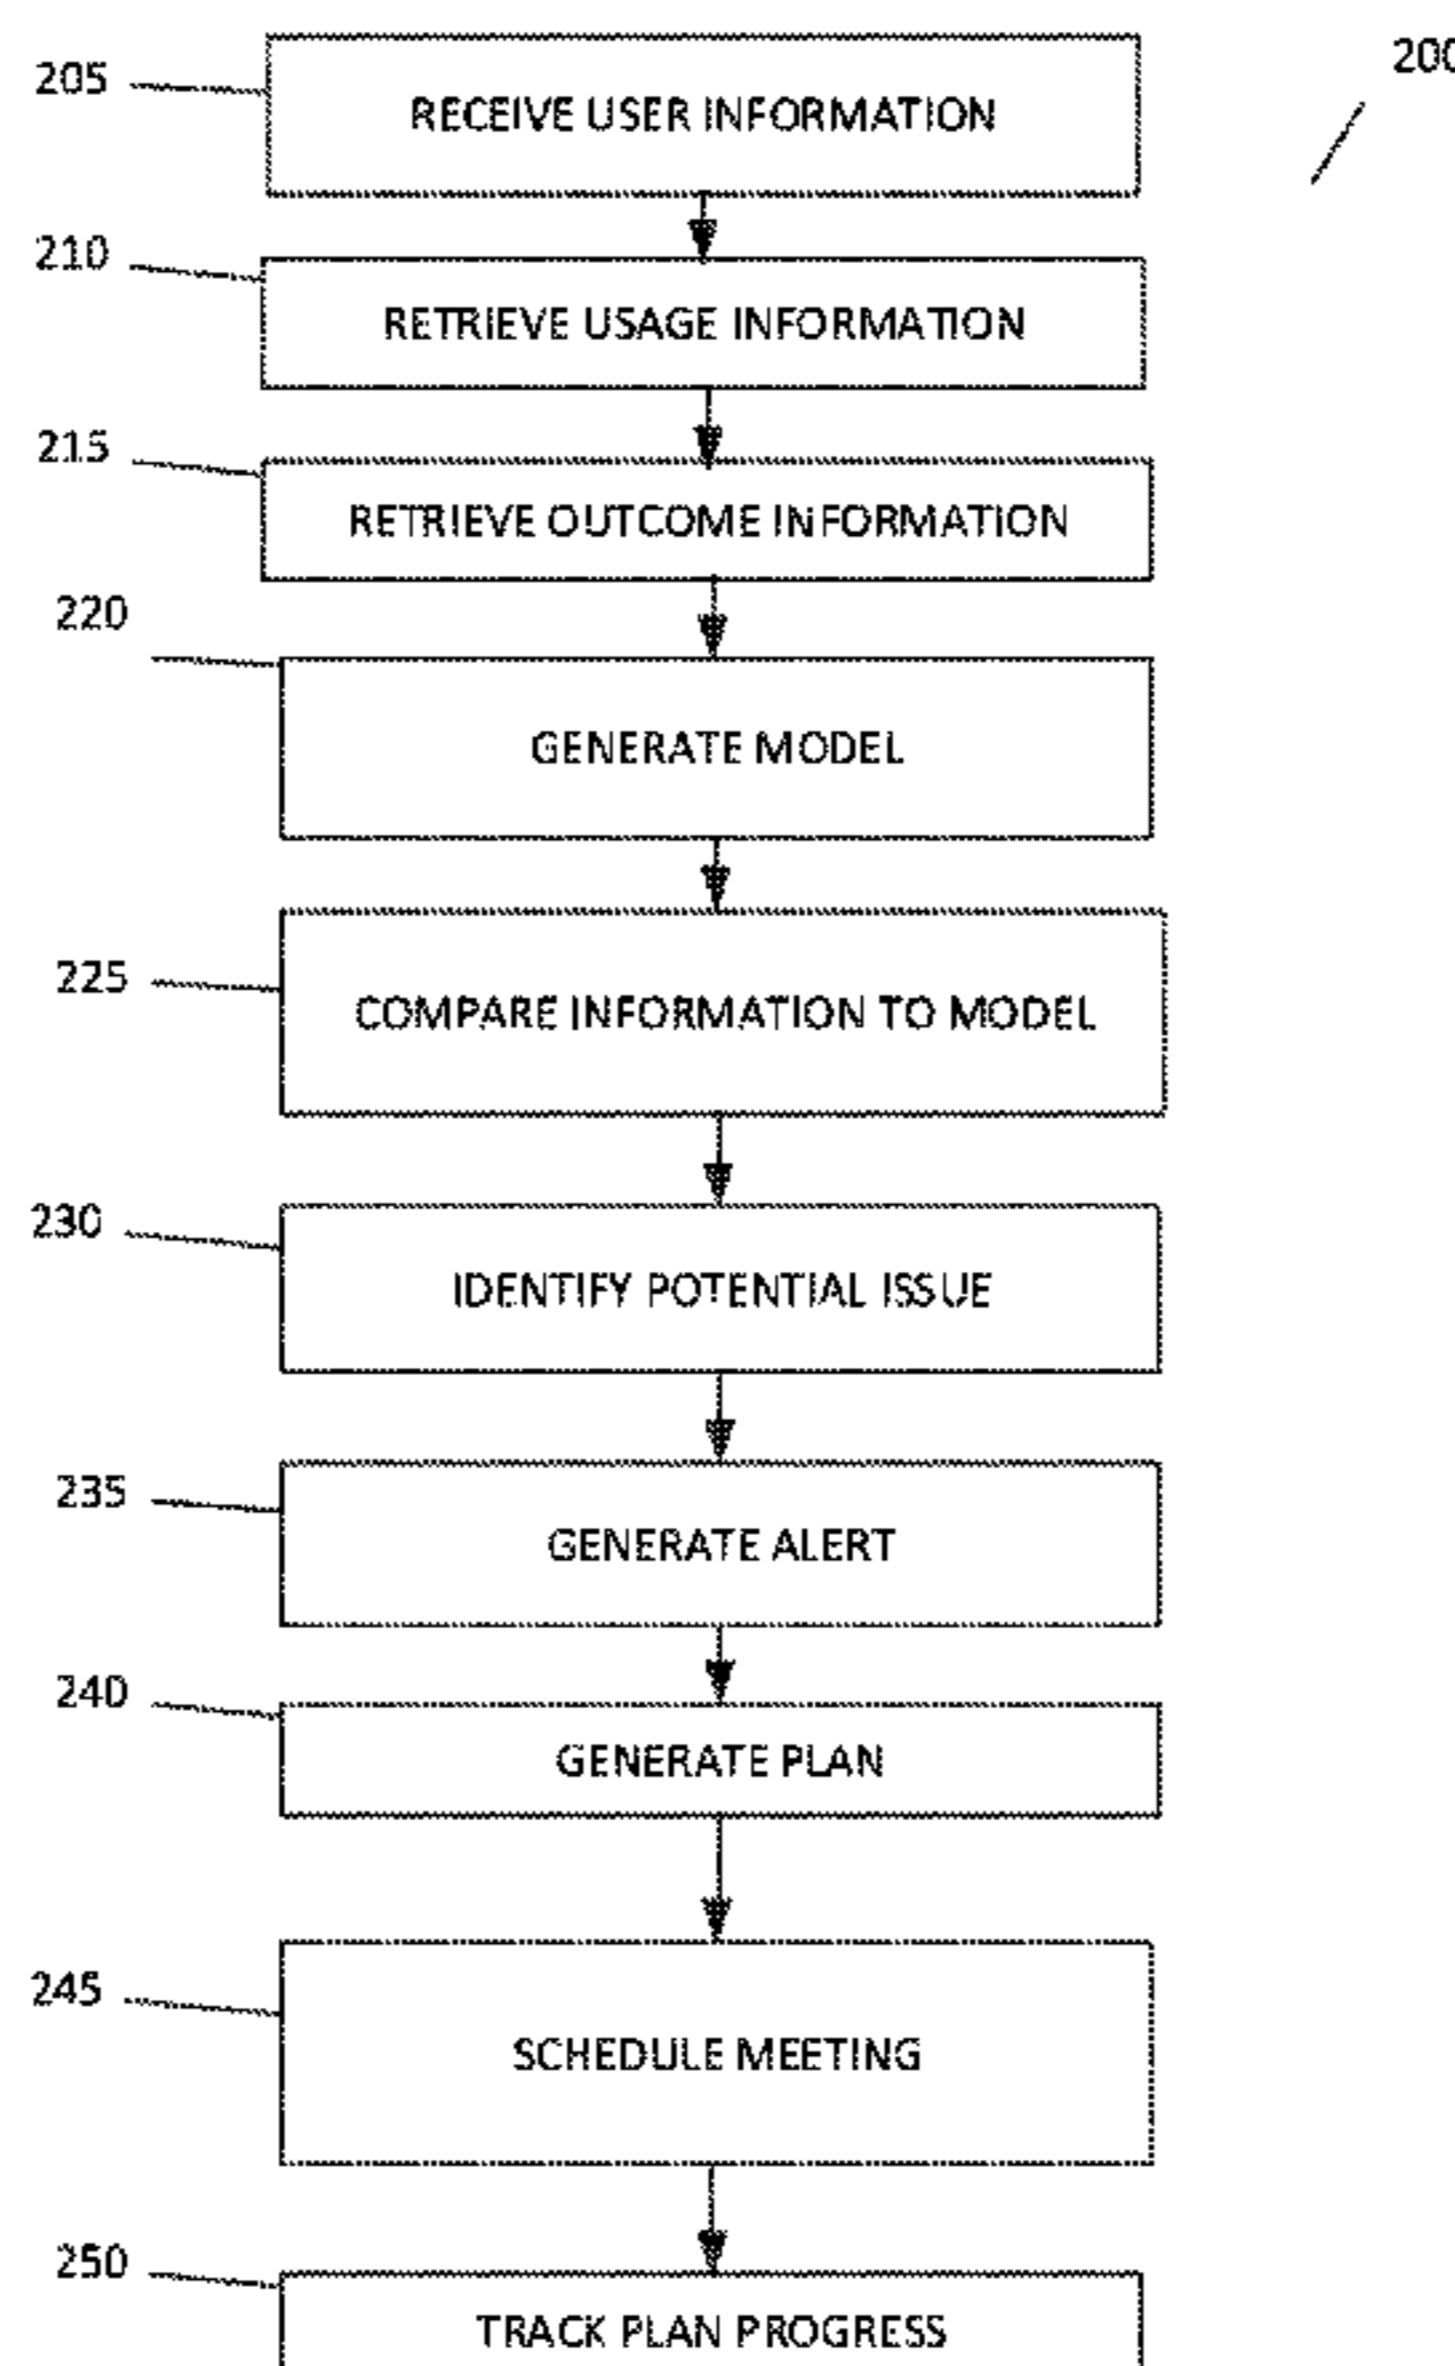 200
205
RECEIVE USER INFORMATION
210
RETRIEVE USAGE INFORMATION
215
RETRIEVE OUTCOME INFORMATION
220
GENERATE MODEL
225
COMPARE INFORMATION TO MODEL
230
IDENTIFY POTENTIAL ISSUE
235
GENERATE ALERT
240
GENERATE PLAN
245
SCHEDULE MEETING
250
TRACK PLAN PROGRESS